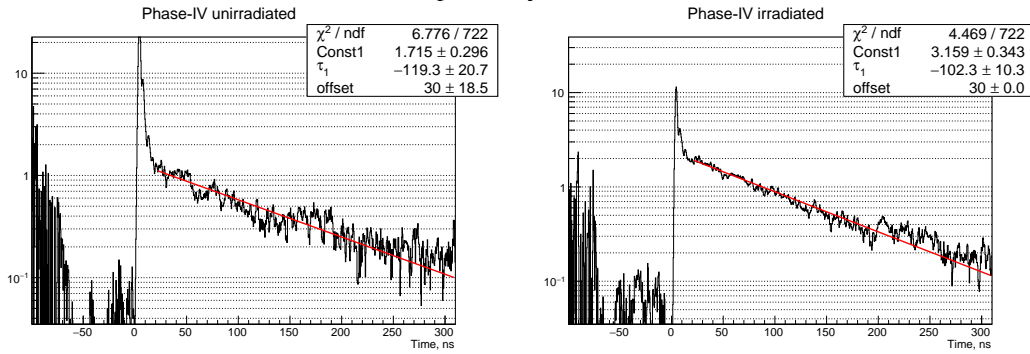 Phase-IV unirradiated
χ² / ndf 6.776 / 722
Const1 1.715 ± 0.296
τ₁ −119.3 ± 20.7
offset 30 ± 18.5
10
1
10⁻¹
−50 0 50 100 150 200 250 300
Time, ns
Phase-IV irradiated
χ² / ndf 4.469 / 722
Const1 3.159 ± 0.343
τ₁ −102.3 ± 10.3
offset 30 ± 0.0
10
1
10⁻¹
−50 0 50 100 150 200 250 300
Time, ns